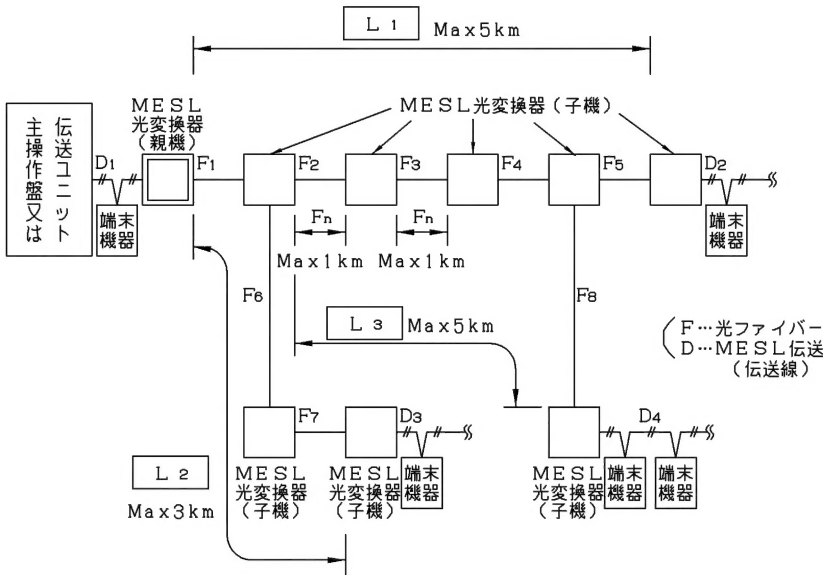 L1 Max5km
主操作盤又は
伝送ユニット
MESL
光変換器
(親機)
MESL光変換器(子機)
D1
F1
F2
F3
F4
F5
D2
端末
機器
端末
機器
Fn
Fn
Max1km
Max1km
F6
F8
L3 Max5km
F…光ファイバー
D…MESL伝送
(伝送線)
F7
D3
D4
端末
機器
端末
機器
端末
機器
L2
Max3km
MESL
光変換器
(子機)
MESL
光変換器
(子機)
MESL
光変換器
(子機)